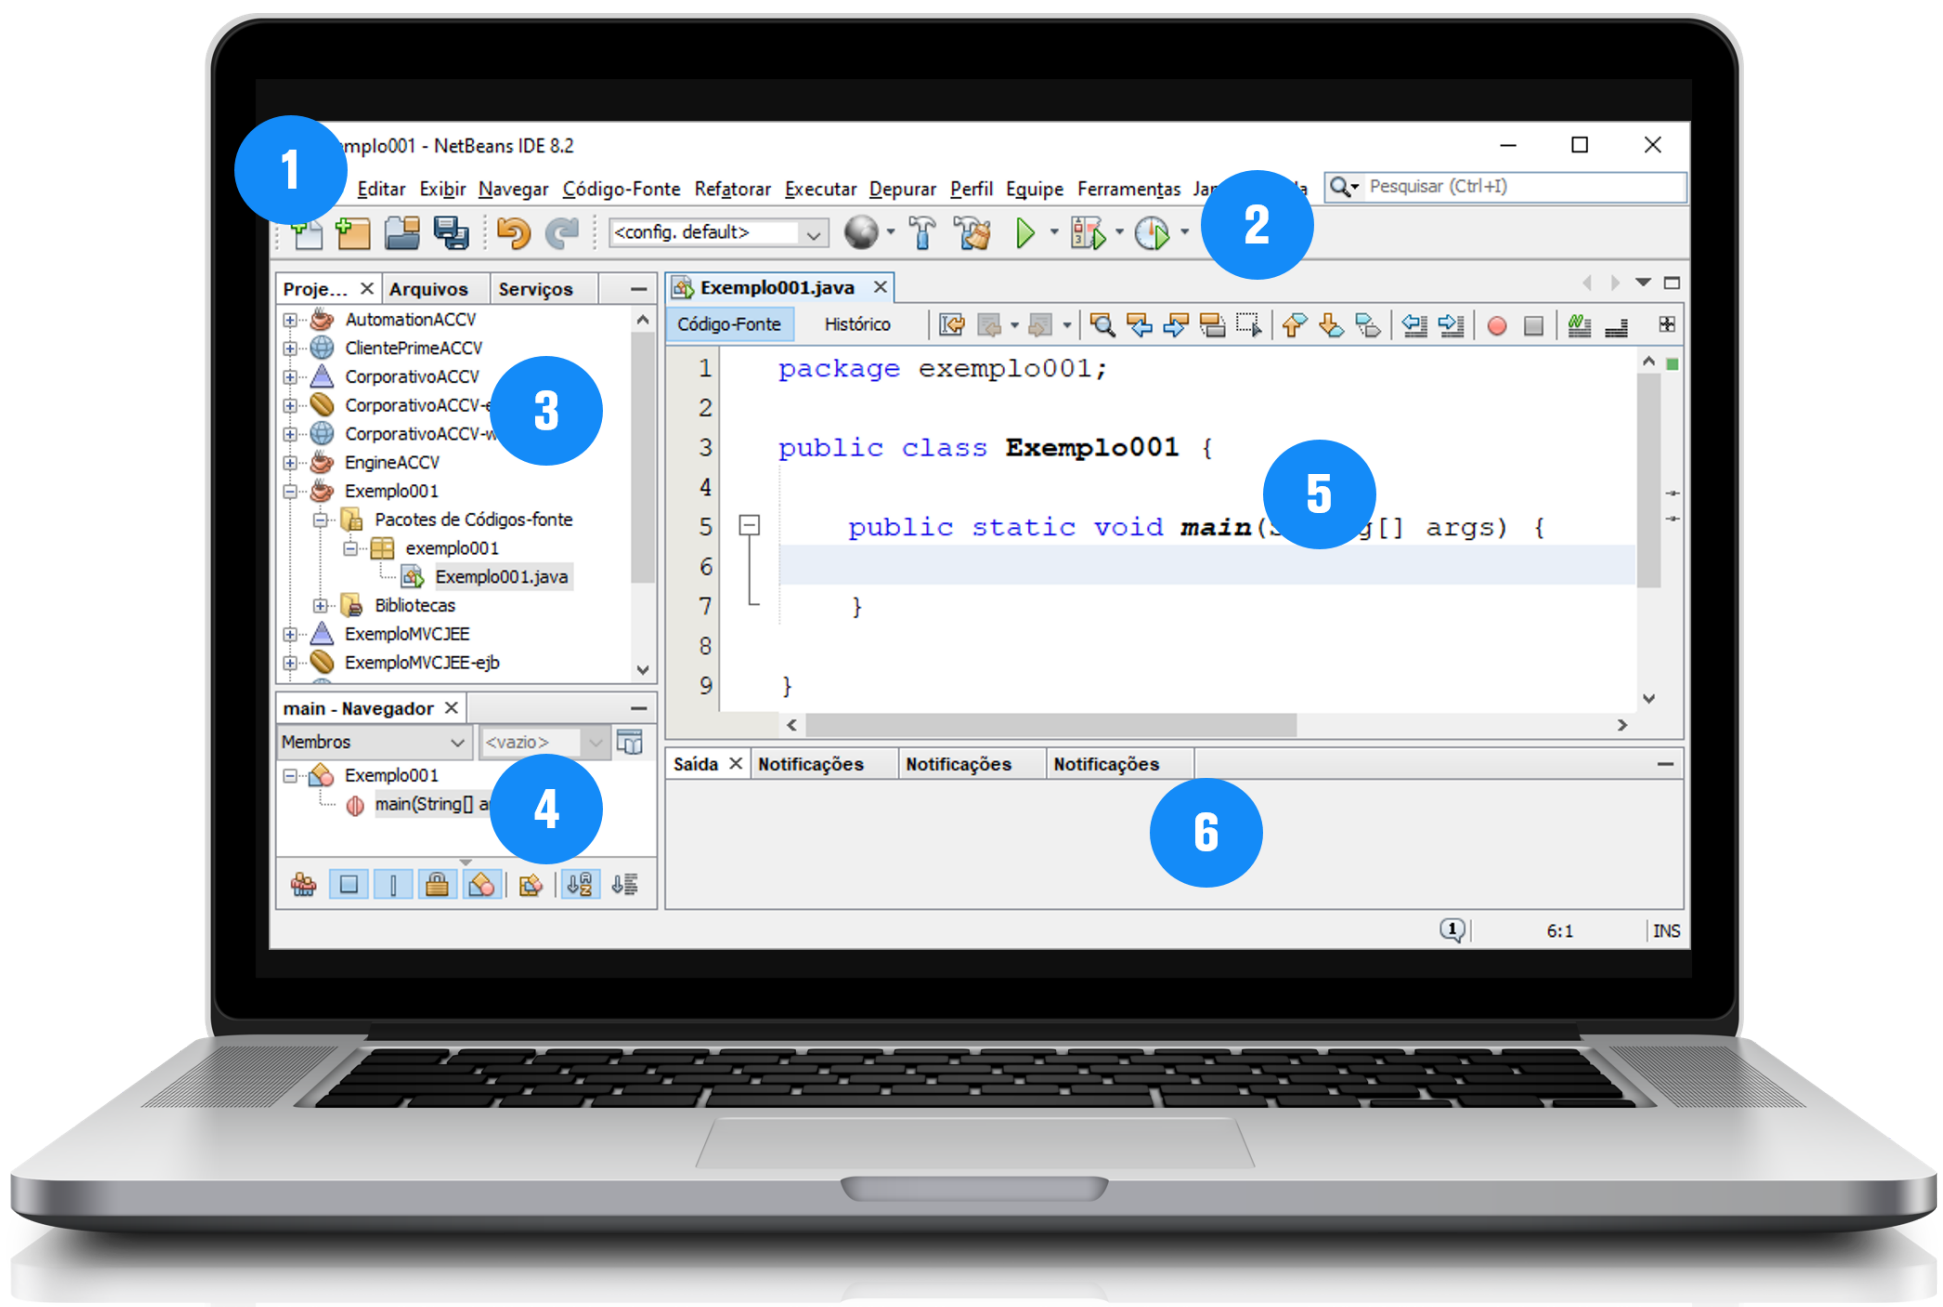 1
mplo001 - NetBeans IDE 8.2
Editar Exibir Navegar Código-Fonte Refatorar Executar Depurar Perfil Equipe Ferramentas
Pesquisar (Ctrl+I)
2
<config. default>
Proje... Arquivos Serviços
AutomationACCV
ClientePrimeACCV
CorporativoACCV
CorporativoACCV-e
CorporativoACCV-w
EngineACCV
Exemplo001
Pacotes de Códigos-fonte
exemplo001
Exemplo001.java
Bibliotecas
ExemploMVCJEE
ExemploMVCJEE-ejb
3
main - Navegador
Membros <vazio>
Exemplo001
main(String[] a
4
Exemplo001.java
Código-Fonte Histórico
1 package exemplo001;
2
3 public class Exemplo001 {
4
5 public static void main( g[] args) {
6
7 }
8
9 }
5
Saída Notificações Notificações Notificações
6
1 6:1 INS